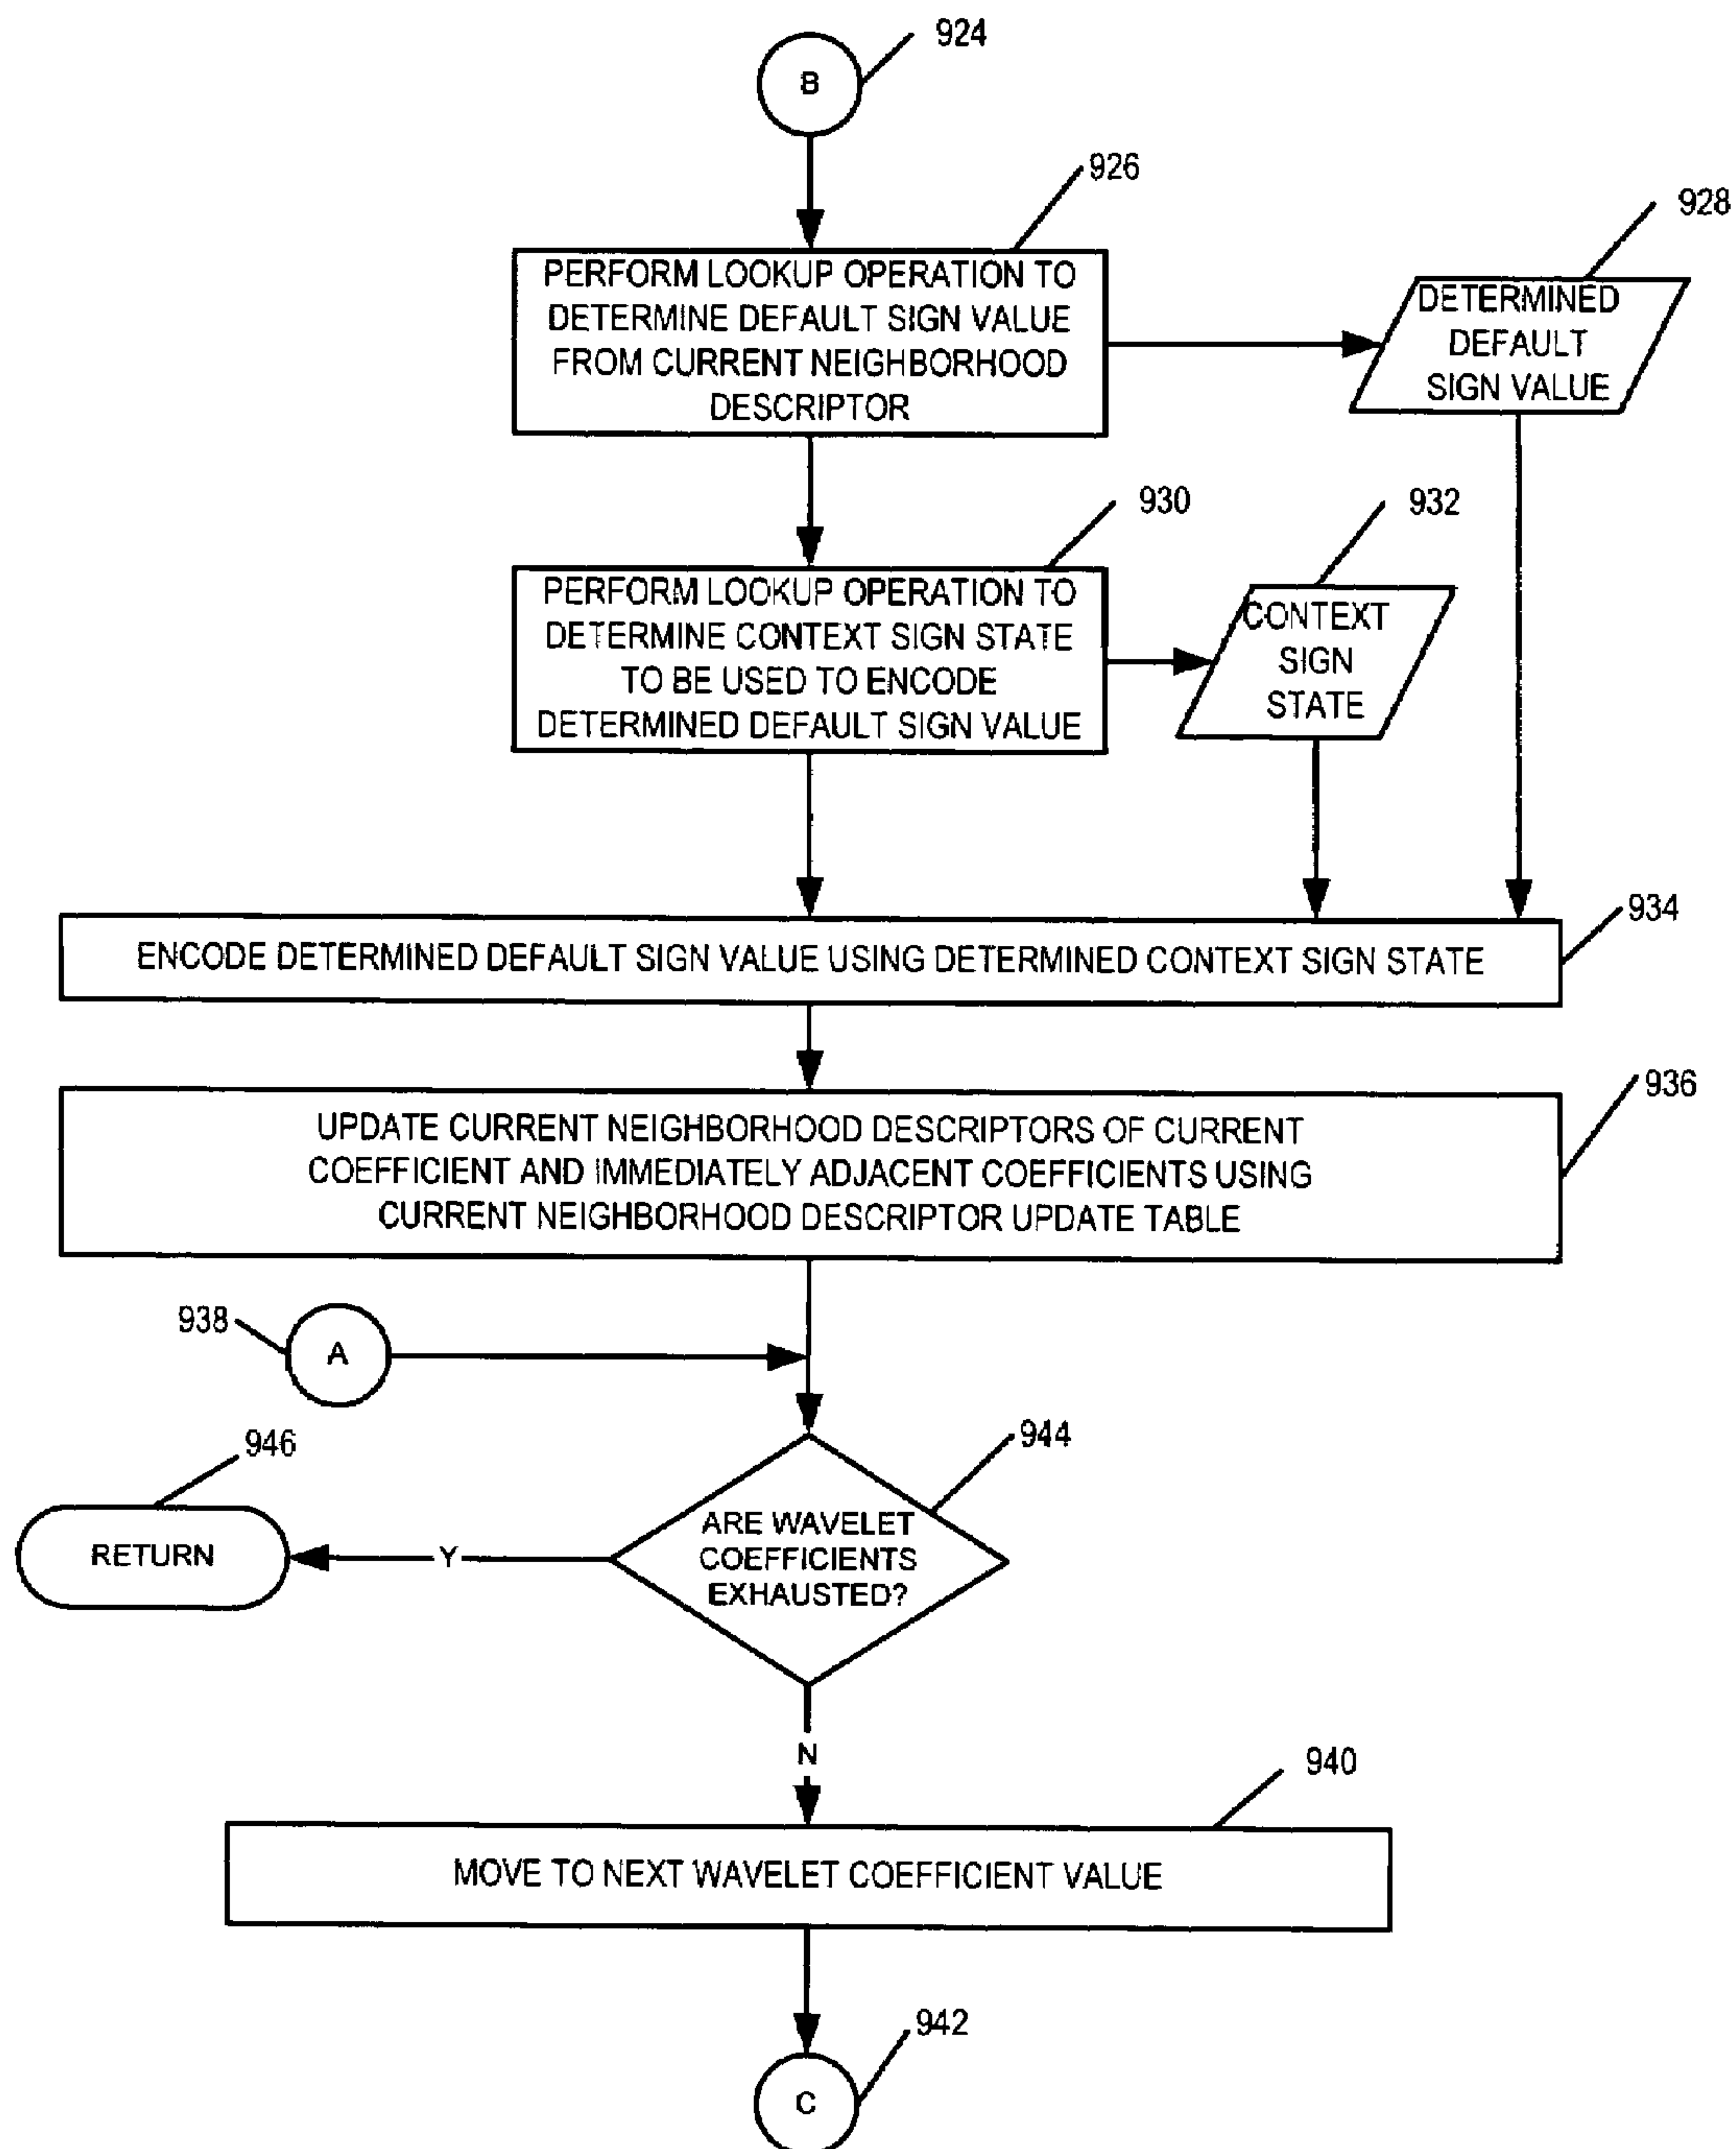 924
B
926
928
PERFORM LOOKUP OPERATION TO
DETERMINE DEFAULT SIGN VALUE
FROM CURRENT NEIGHBORHOOD
DESCRIPTOR
DETERMINED
DEFAULT
SIGN VALUE
930
932
PERFORM LOOKUP OPERATION TO
DETERMINE CONTEXT SIGN STATE
TO BE USED TO ENCODE
DETERMINED DEFAULT SIGN VALUE
CONTEXT
SIGN
STATE
934
ENCODE DETERMINED DEFAULT SIGN VALUE USING DETERMINED CONTEXT SIGN STATE
936
UPDATE CURRENT NEIGHBORHOOD DESCRIPTORS OF CURRENT
COEFFICIENT AND IMMEDIATELY ADJACENT COEFFICIENTS USING
CURRENT NEIGHBORHOOD DESCRIPTOR UPDATE TABLE
938
A
944
946
ARE WAVELET
COEFFICIENTS
EXHAUSTED?
RETURN
Y
N
940
MOVE TO NEXT WAVELET COEFFICIENT VALUE
942
C